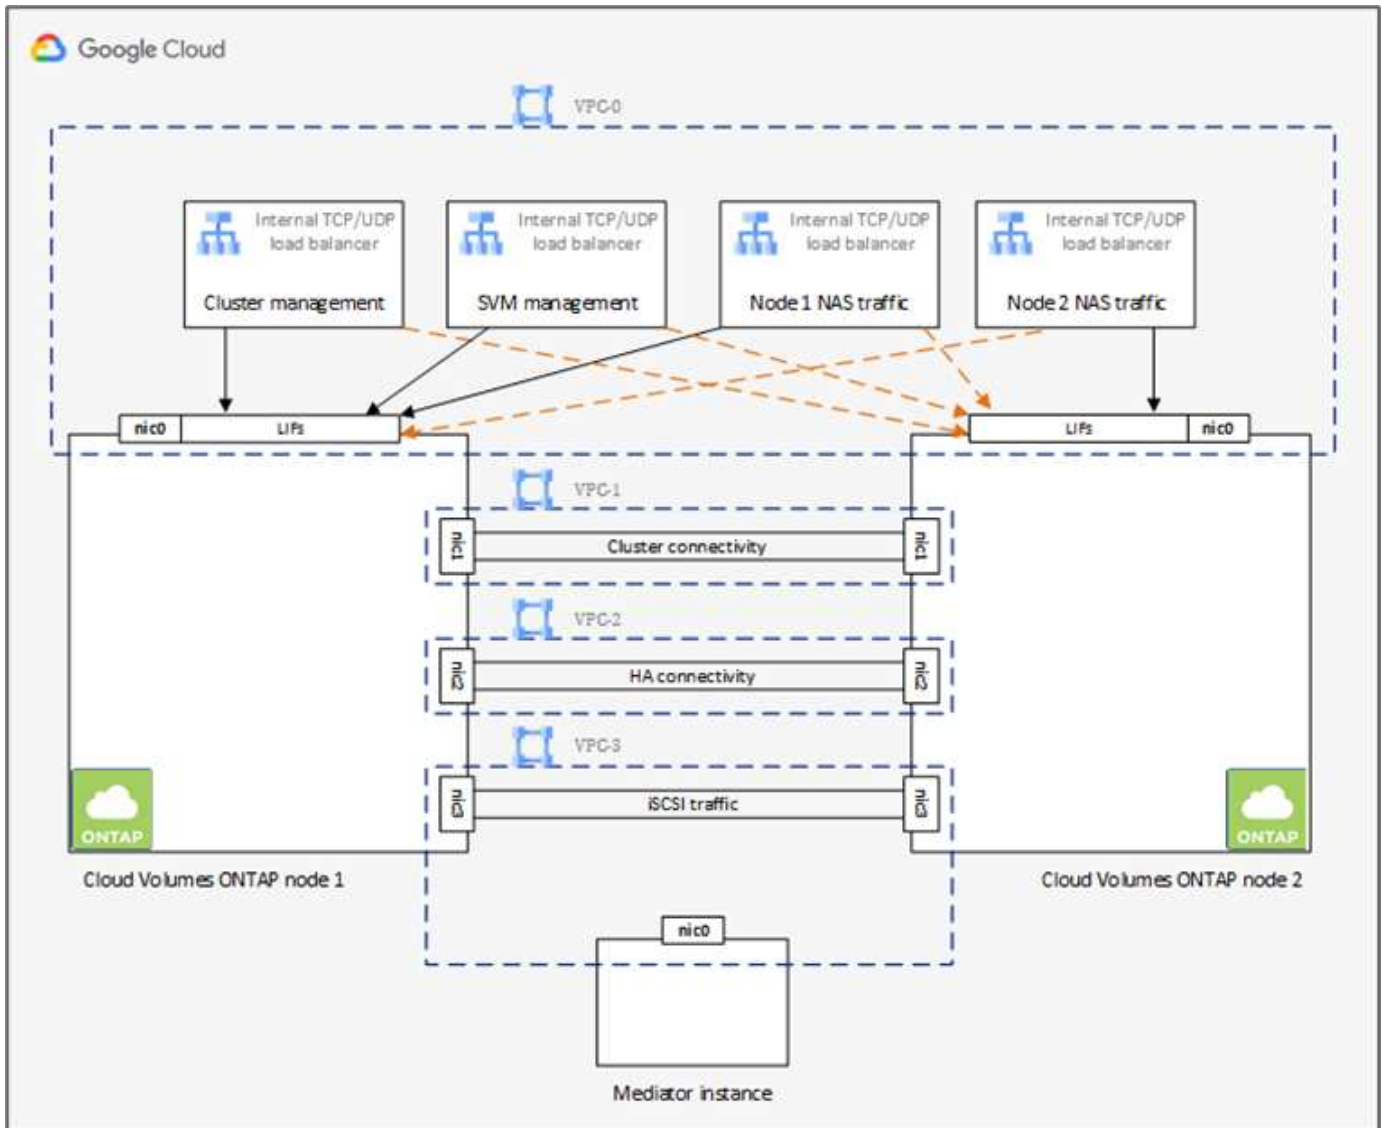 Google Cloud
VPC-0
Internal TCP/UDP
load balancer
Cluster management
Internal TCP/UDP
load balancer
SVM management
Internal TCP/UDP
load balancer
Node 1 NAS traffic
Internal TCP/UDP
load balancer
Node 2 NAS traffic
nic0
LIFs
LIFs
nic0
VPC-1
nic1
Cluster connectivity
nic1
VPC-2
nic2
HA connectivity
nic2
VPC-3
nic3
iSCSI traffic
nic3
ONTAP
ONTAP
Cloud Volumes ONTAP node 1
Cloud Volumes ONTAP node 2
nic0
Mediator instance